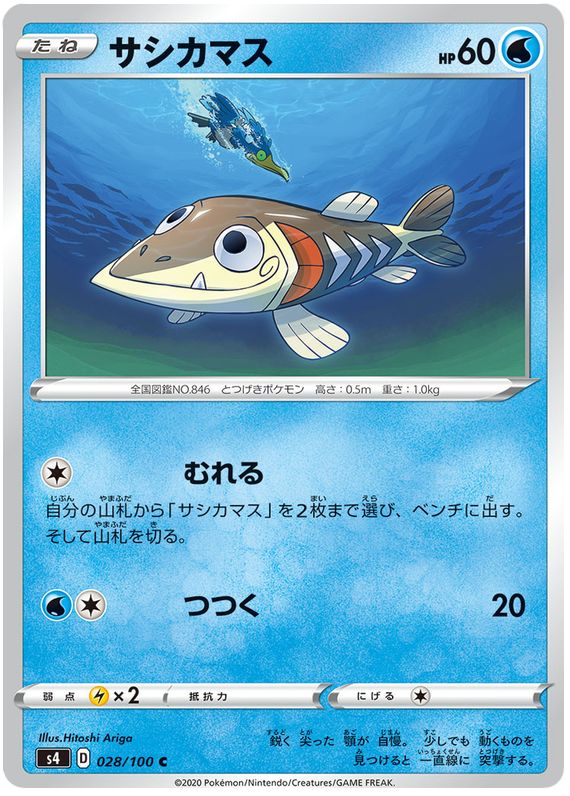 たね サシカマス HP60
全国図鑑NO.846 とつげきポケモン 高さ:0.5m 重さ:1.0kg
むれる
自分の山札から「サシカマス」を2枚まで選び、ベンチに出す。
そして山札を切る。
つつく 20
弱点 ×2 抵抗力 にげる
Illus.Hitoshi Ariga
鋭く 尖った 顎が 自慢。 少しでも 動くものを
見つけると 一直線に 突撃する。
s4 D 028/100 C
©2020 Pokémon/Nintendo/Creatures/GAME FREAK.